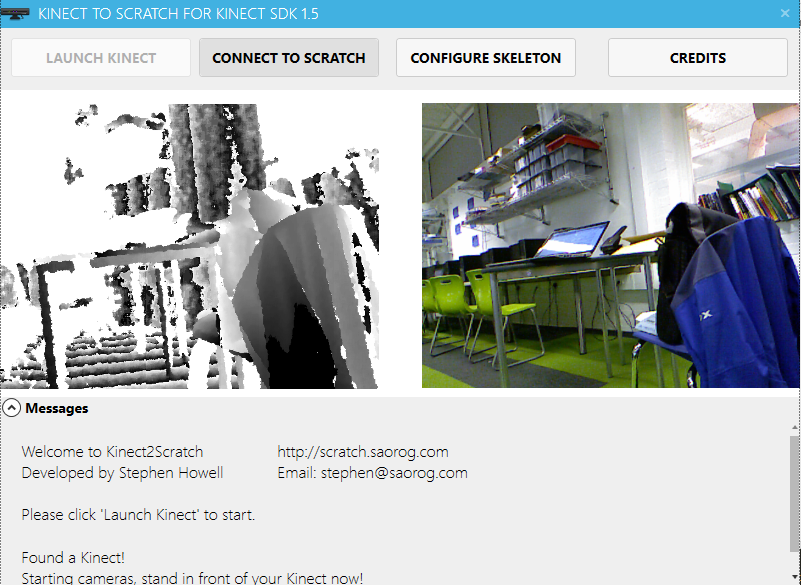 KINECT TO SCRATCH FOR KINECT SDK 1.5
LAUNCH KINECT
CONNECT TO SCRATCH
CONFIGURE SKELETON
CREDITS
Messages
Welcome to Kinect2Scratch http://scratch.saorog.com
Developed by Stephen Howell Email: stephen@saorog.com
Please click 'Launch Kinect' to start.
Found a Kinect!
Starting cameras, stand in front of your Kinect now!